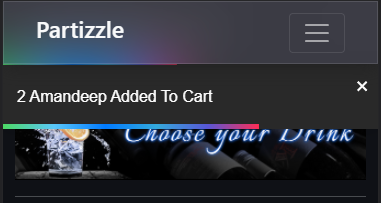 Partizzle
2 Amandeep Added To Cart
Choose your Drink